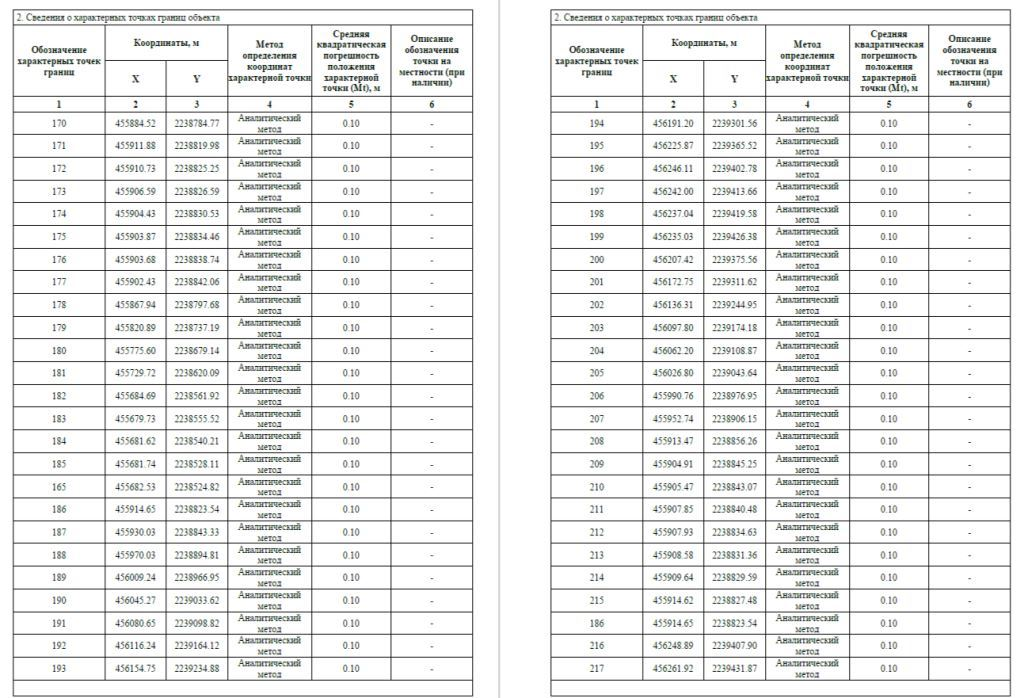 2. Сведения о характерных точках границ объекта
Обозначение характерных точек границ
Координаты, м
X
Y
Метод определения координат характерной точки
Средняя квадратическая погрешность положения характерной точки (Mt), м
Описание обозначения точки на местности (при наличии)
1 2 3 4 5 6
170 455884.52 2238784.77 Аналитический метод 0.10 -
171 455911.88 2238819.98 Аналитический метод 0.10 -
172 455910.73 2238825.25 Аналитический метод 0.10 -
173 455906.59 2238826.59 Аналитический метод 0.10 -
174 455904.43 2238830.53 Аналитический метод 0.10 -
175 455903.87 2238834.46 Аналитический метод 0.10 -
176 455903.68 2238838.74 Аналитический метод 0.10 -
177 455902.43 2238842.06 Аналитический метод 0.10 -
178 455867.94 2238797.68 Аналитический метод 0.10 -
179 455820.89 2238737.19 Аналитический метод 0.10 -
180 455775.60 2238679.14 Аналитический метод 0.10 -
181 455729.72 2238620.09 Аналитический метод 0.10 -
182 455684.69 2238561.92 Аналитический метод 0.10 -
183 455679.73 2238555.52 Аналитический метод 0.10 -
184 455681.62 2238540.21 Аналитический метод 0.10 -
185 455681.74 2238528.11 Аналитический метод 0.10 -
165 455682.53 2238524.82 Аналитический метод 0.10 -
186 455914.65 2238823.54 Аналитический метод 0.10 -
187 455930.03 2238843.33 Аналитический метод 0.10 -
188 455970.03 2238894.81 Аналитический метод 0.10 -
189 456009.24 2238966.95 Аналитический метод 0.10 -
190 456045.27 2239033.62 Аналитический метод 0.10 -
191 456080.65 2239098.82 Аналитический метод 0.10 -
192 456116.24 2239164.12 Аналитический метод 0.10 -
193 456154.75 2239234.88 Аналитический метод 0.10 -
2. Сведения о характерных точках границ объекта
Обозначение характерных точек границ
Координаты, м
X
Y
Метод определения координат характерной точки
Средняя квадратическая погрешность положения характерной точки (Mt), м
Описание обозначения точки на местности (при наличии)
1 2 3 4 5 6
194 456191.20 2239301.56 Аналитический метод 0.10 -
195 456225.87 2239365.52 Аналитический метод 0.10 -
196 456246.11 2239402.78 Аналитический метод 0.10 -
197 456242.00 2239413.66 Аналитический метод 0.10 -
198 456237.04 2239419.58 Аналитический метод 0.10 -
199 456235.03 2239426.38 Аналитический метод 0.10 -
200 456207.42 2239375.56 Аналитический метод 0.10 -
201 456172.75 2239311.62 Аналитический метод 0.10 -
202 456136.31 2239244.95 Аналитический метод 0.10 -
203 456097.80 2239174.18 Аналитический метод 0.10 -
204 456062.20 2239108.87 Аналитический метод 0.10 -
205 456026.80 2239043.64 Аналитический метод 0.10 -
206 455990.76 2238976.95 Аналитический метод 0.10 -
207 455952.74 2238906.15 Аналитический метод 0.10 -
208 455913.47 2238856.26 Аналитический метод 0.10 -
209 455904.91 2238845.25 Аналитический метод 0.10 -
210 455905.47 2238843.07 Аналитический метод 0.10 -
211 455907.85 2238840.48 Аналитический метод 0.10 -
212 455907.93 2238834.63 Аналитический метод 0.10 -
213 455908.58 2238831.36 Аналитический метод 0.10 -
214 455909.64 2238829.59 Аналитический метод 0.10 -
215 455914.62 2238827.48 Аналитический метод 0.10 -
186 455914.65 2238823.54 Аналитический метод 0.10 -
216 456248.89 2239407.90 Аналитический метод 0.10 -
217 456261.92 2239431.87 Аналитический метод 0.10 -